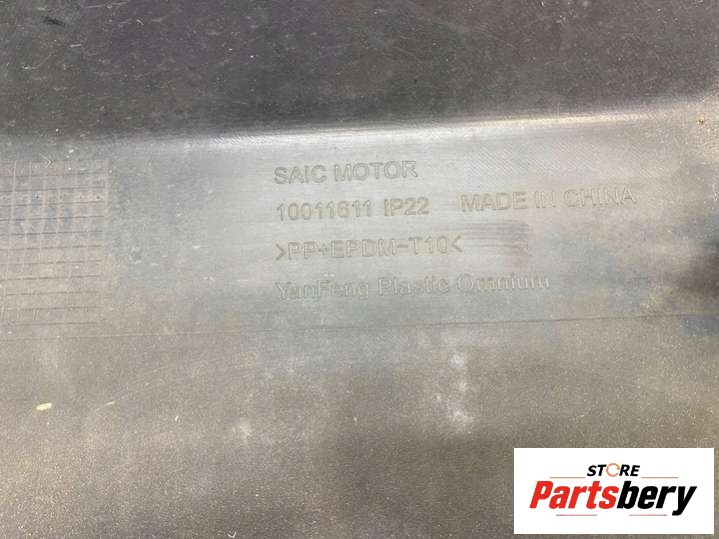 SAIC MOTOR
10011611 IP22 MADE IN CHINA
>PP+EPDM-T10<
YanFeng Plastic Omnium
STORE
Partsbery